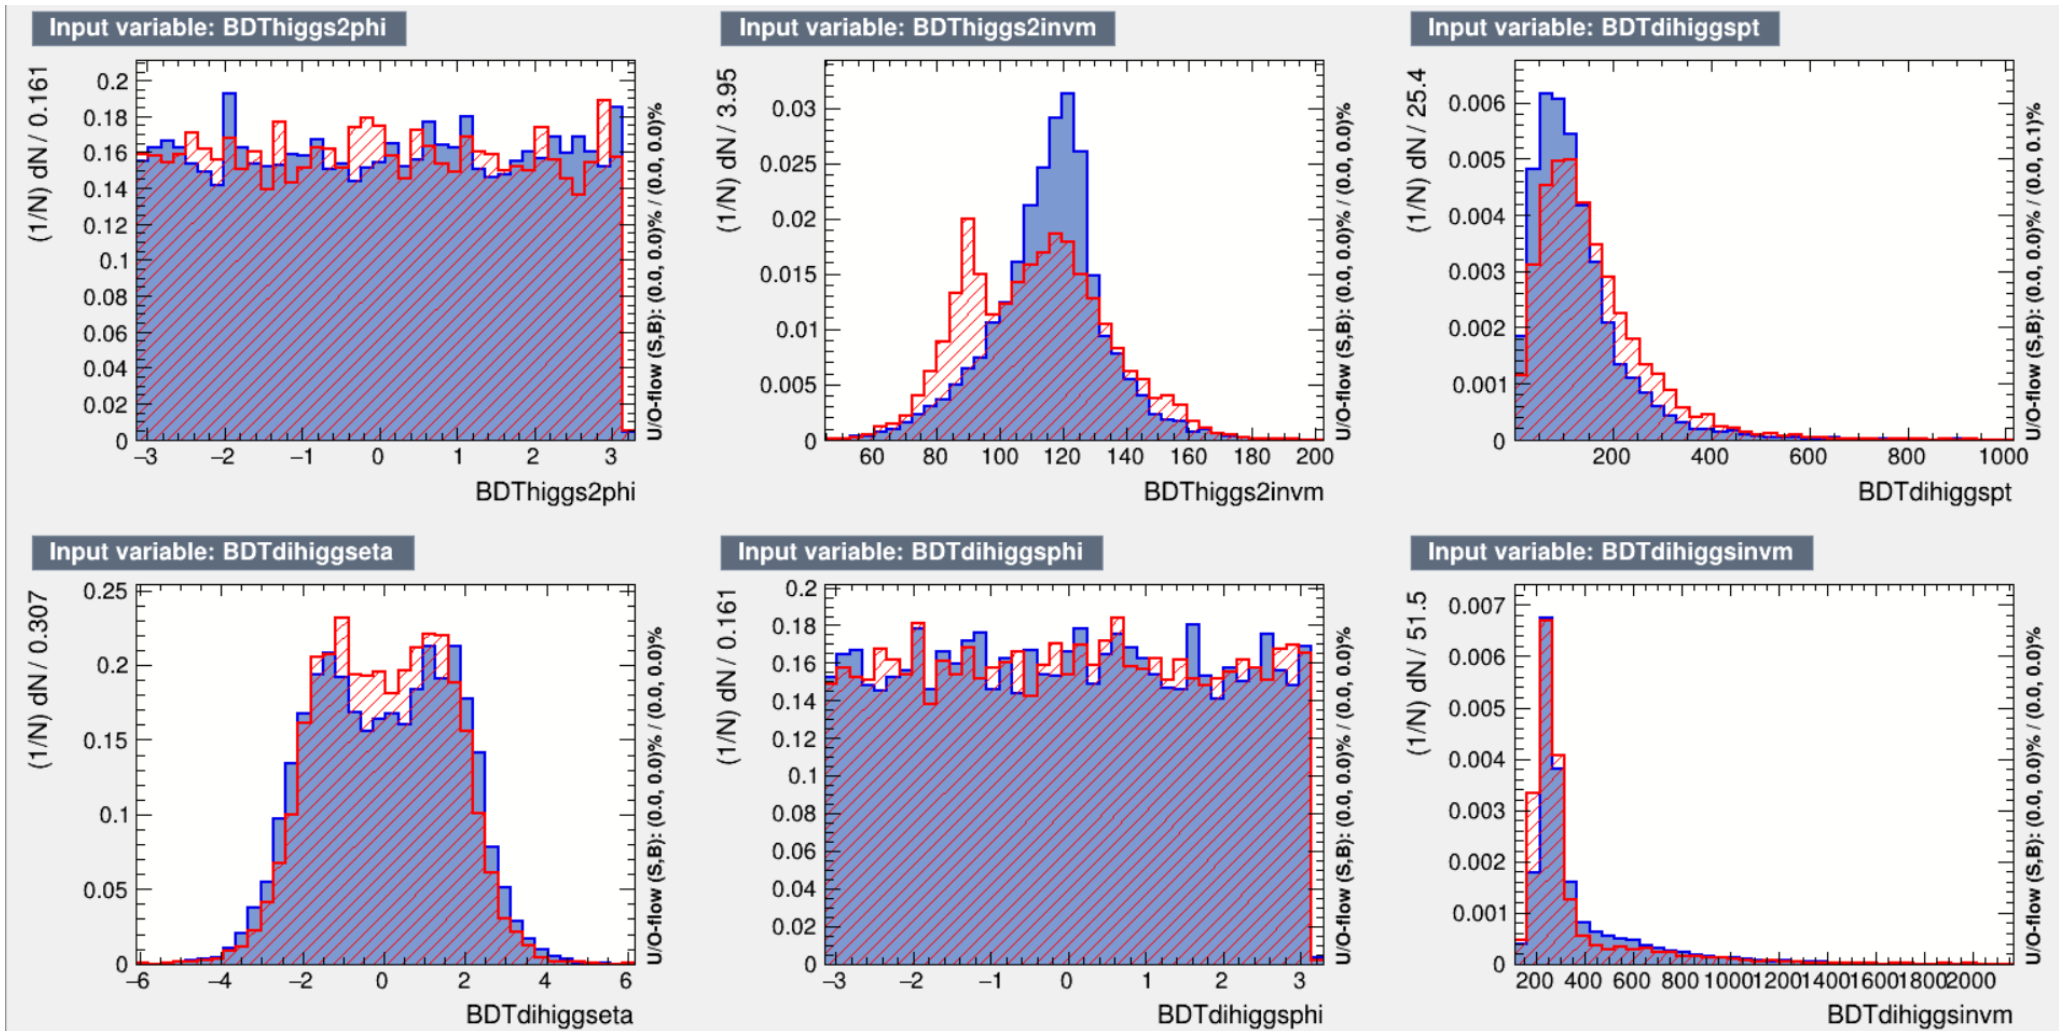 Input variable: BDThiggs2phi
(1/N) dN / 0.161
0.2
0.18
0.16
0.14
0.12
0.1
0.08
0.06
0.04
0.02
0
−3 −2 −1 0 1 2 3
BDThiggs2phi
U/O-flow (S,B): (0.0, 0.0)% / (0.0, 0.0)%
Input variable: BDThiggs2invm
(1/N) dN / 3.95
0.03
0.025
0.02
0.015
0.01
0.005
0
60 80 100 120 140 160 180 200
BDThiggs2invm
U/O-flow (S,B): (0.0, 0.0)% / (0.0, 0.0)%
Input variable: BDTdihiggspt
(1/N) dN / 25.4
0.006
0.005
0.004
0.003
0.002
0.001
0
200 400 600 800 1000
BDTdihiggspt
U/O-flow (S,B): (0.0, 0.0)% / (0.0, 0.1)%
Input variable: BDTdihiggseta
(1/N) dN / 0.307
0.25
0.2
0.15
0.1
0.05
0
−6 −4 −2 0 2 4 6
BDTdihiggseta
U/O-flow (S,B): (0.0, 0.0)% / (0.0, 0.0)%
Input variable: BDTdihiggsphi
(1/N) dN / 0.161
0.2
0.18
0.16
0.14
0.12
0.1
0.08
0.06
0.04
0.02
0
−3 −2 −1 0 1 2 3
BDTdihiggsphi
U/O-flow (S,B): (0.0, 0.0)% / (0.0, 0.0)%
Input variable: BDTdihiggsinvm
(1/N) dN / 51.5
0.007
0.006
0.005
0.004
0.003
0.002
0.001
0
200 400 600 800 1000 1200 1400 1600 1800 2000
BDTdihiggsinvm
U/O-flow (S,B): (0.0, 0.0)% / (0.0, 0.0)%